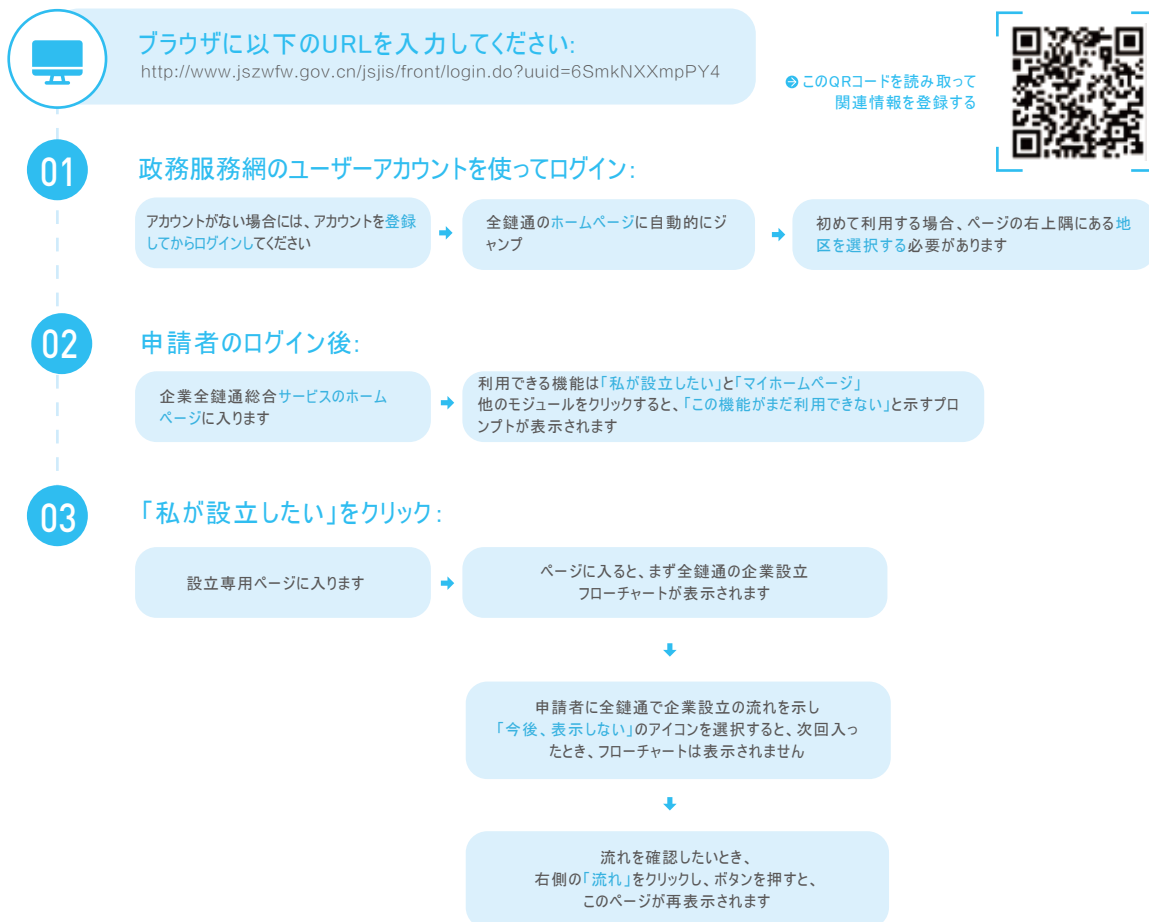 ブラウザに以下のURLを入力してください:
http://www.jszwfw.gov.cn/jsjis/front/login.do?uuid=6SmkNXXmpPY4
このQRコードを読み取って
関連情報を登録する
01
政務服務網のユーザーアカウントを使ってログイン:
アカウントがない場合には、アカウントを登録
してからログインしてください
全鏈通のホームページに自動的にジ
ャンプ
初めて利用する場合、ページの右上隅にある地
区を選択する必要があります
02
申請者のログイン後:
企業全鏈通総合サービスのホーム
ページに入ります
利用できる機能は「私が設立したい」と「マイホームページ」
他のモジュールをクリックすると、「この機能がまだ利用できない」と示すプロ
ンプトが表示されます
03
「私が設立したい」をクリック:
設立専用ページに入ります
ページに入ると、まず全鏈通の企業設立
フローチャートが表示されます
申請者に全鏈通で企業設立の流れを示し
「今後、表示しない」のアイコンを選択すると、次回入っ
たとき、フローチャートは表示されません
流れを確認したいとき、
右側の「流れ」をクリックし、ボタンを押すと、
このページが再表示されます